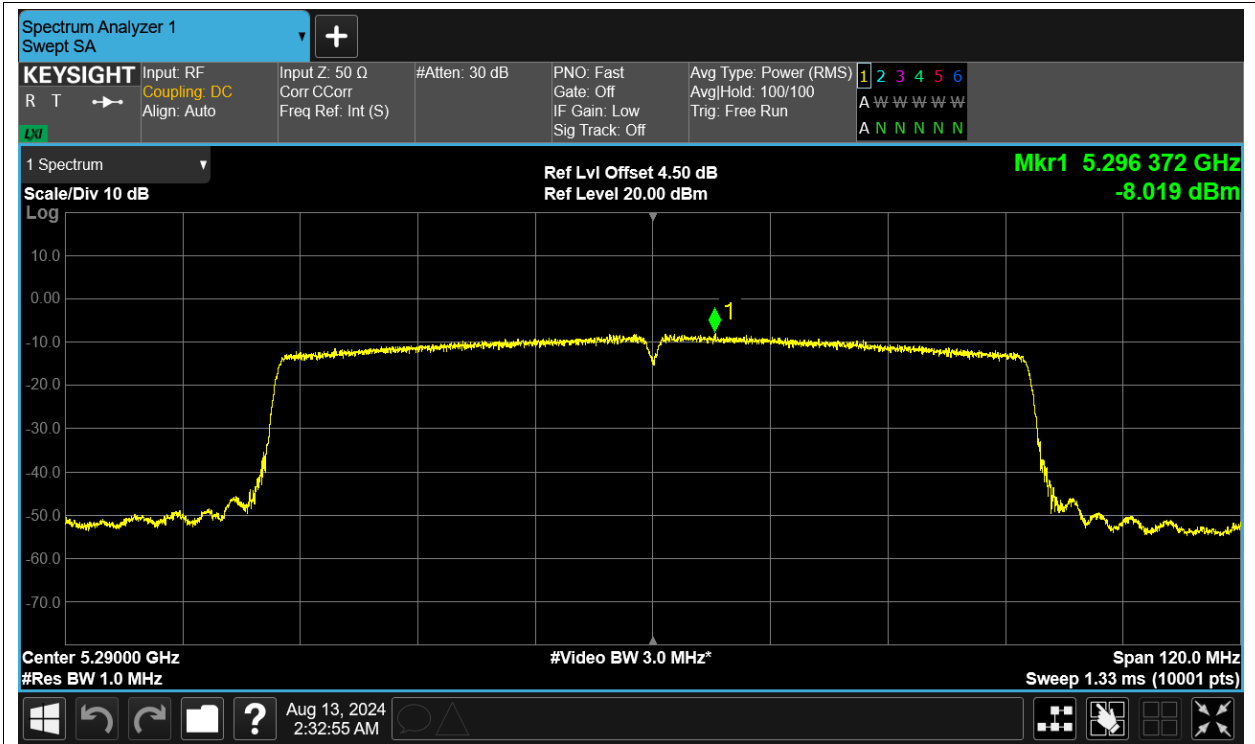 Spectrum Analyzer 1
Swept SA
KEYSIGHT
R T
LXI
Input: RF
Coupling: DC
Align: Auto
Input Z: 50 Ω
Corr CCorr
Freq Ref: Int (S)
#Atten: 30 dB
PNO: Fast
Gate: Off
IF Gain: Low
Sig Track: Off
Avg Type: Power (RMS)
Avg|Hold: 100/100
Trig: Free Run
1 2 3 4 5 6
A W W W W W
A N N N N N
1 Spectrum
Scale/Div 10 dB
Log
Ref Lvl Offset 4.50 dB
Ref Level 20.00 dBm
Mkr1 5.296 372 GHz
-8.019 dBm
10.0
0.00
-10.0
-20.0
-30.0
-40.0
-50.0
-60.0
-70.0
1
Center 5.29000 GHz
#Video BW 3.0 MHz*
Span 120.0 MHz
#Res BW 1.0 MHz
Sweep 1.33 ms (10001 pts)
?
Aug 13, 2024
2:32:55 AM